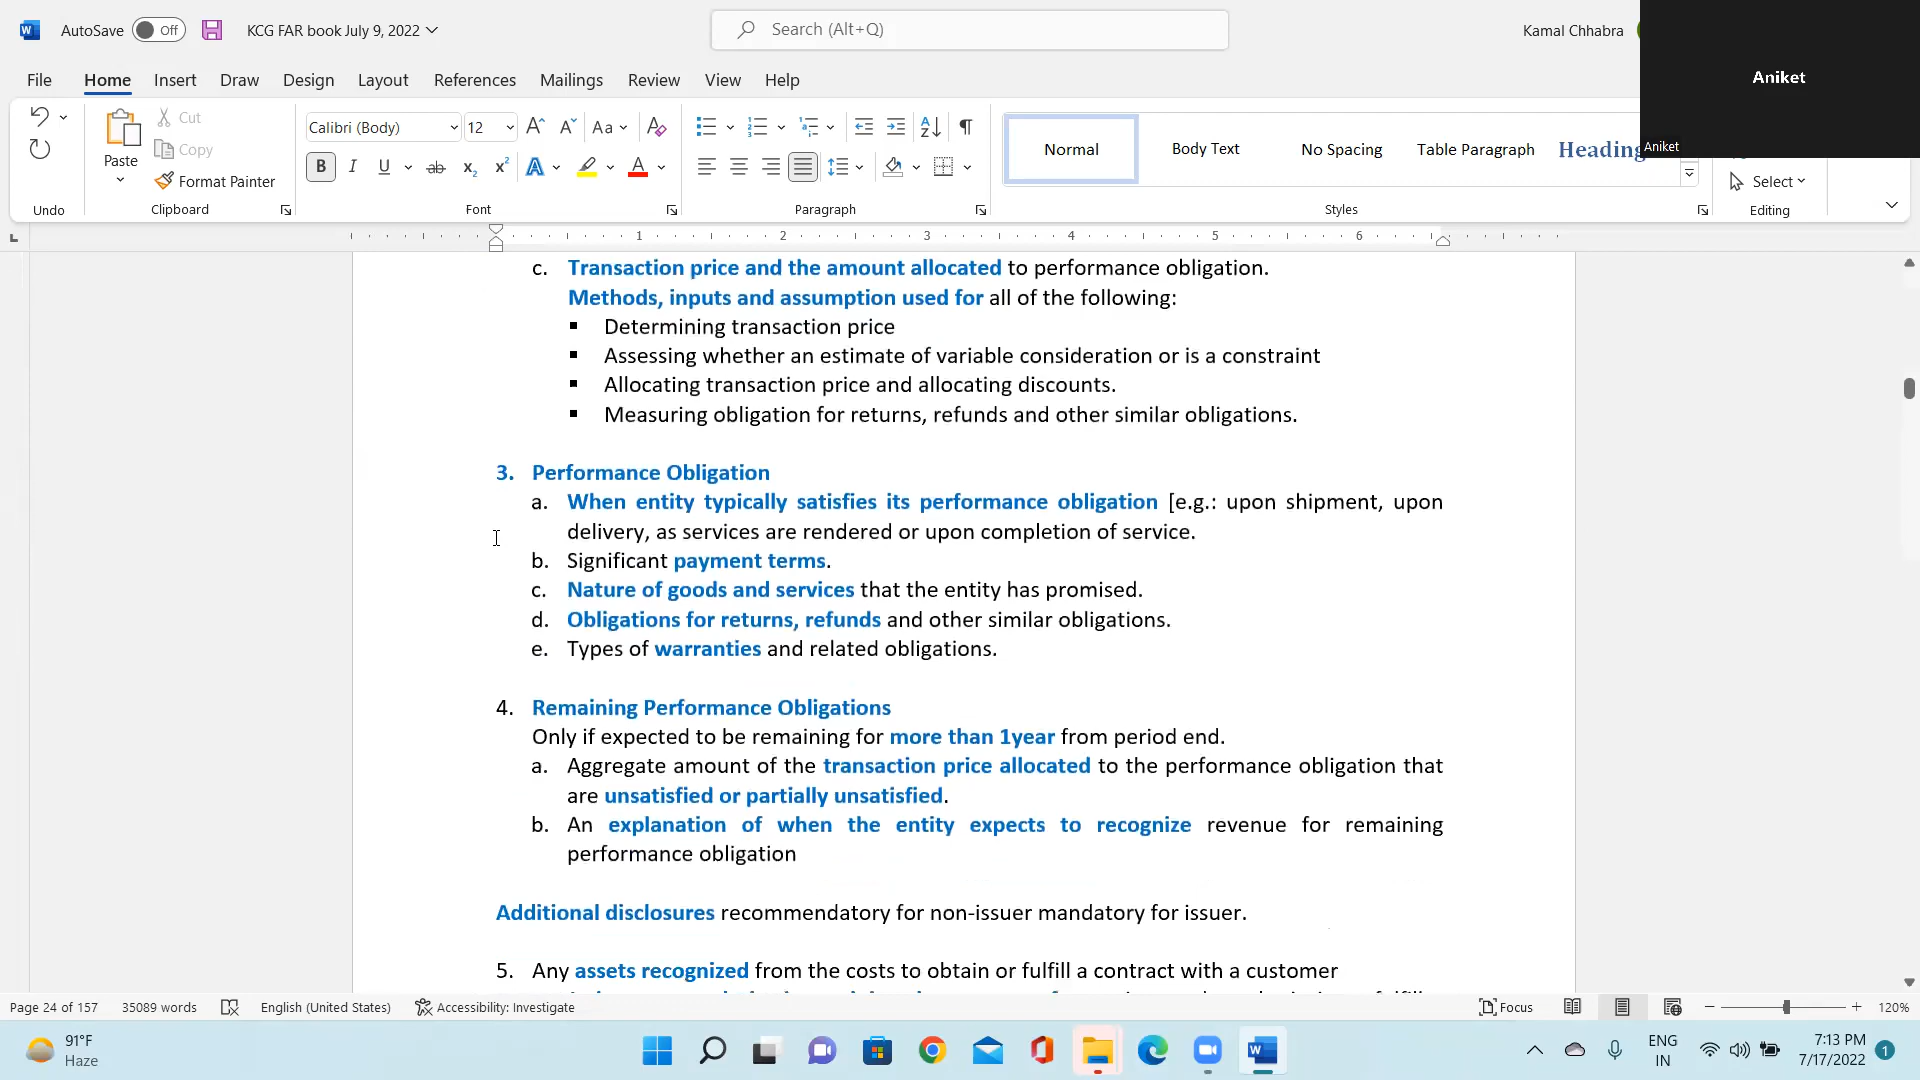 AutoSave Off KCG FAR book July 9, 2022 Search (Alt+Q) Kamal Chhabra
Aniket
File Home Insert Draw Design Layout References Mailings Review View Help
Aniket
Cut
Copy
Paste
Format Painter
Calibri (Body) 12
Normal Body Text No Spacing Table Paragraph Heading
Select
Undo Clipboard Font Paragraph Styles Editing
1 2 3 4 5 6
c. Transaction price and the amount allocated to performance obligation.
Methods, inputs and assumption used for all of the following:
▪ Determining transaction price
▪ Assessing whether an estimate of variable consideration or is a constraint
▪ Allocating transaction price and allocating discounts.
▪ Measuring obligation for returns, refunds and other similar obligations.
3. Performance Obligation
a. When entity typically satisfies its performance obligation [e.g.: upon shipment, upon
delivery, as services are rendered or upon completion of service.
b. Significant payment terms.
c. Nature of goods and services that the entity has promised.
d. Obligations for returns, refunds and other similar obligations.
e. Types of warranties and related obligations.
4. Remaining Performance Obligations
Only if expected to be remaining for more than 1year from period end.
a. Aggregate amount of the transaction price allocated to the performance obligation that
are unsatisfied or partially unsatisfied.
b. An explanation of when the entity expects to recognize revenue for remaining
performance obligation
Additional disclosures recommendatory for non-issuer mandatory for issuer.
5. Any assets recognized from the costs to obtain or fulfill a contract with a customer
Page 24 of 157 35089 words English (United States) Accessibility: Investigate Focus 120%
91°F
Haze
ENG
IN
7:13 PM
7/17/2022
1